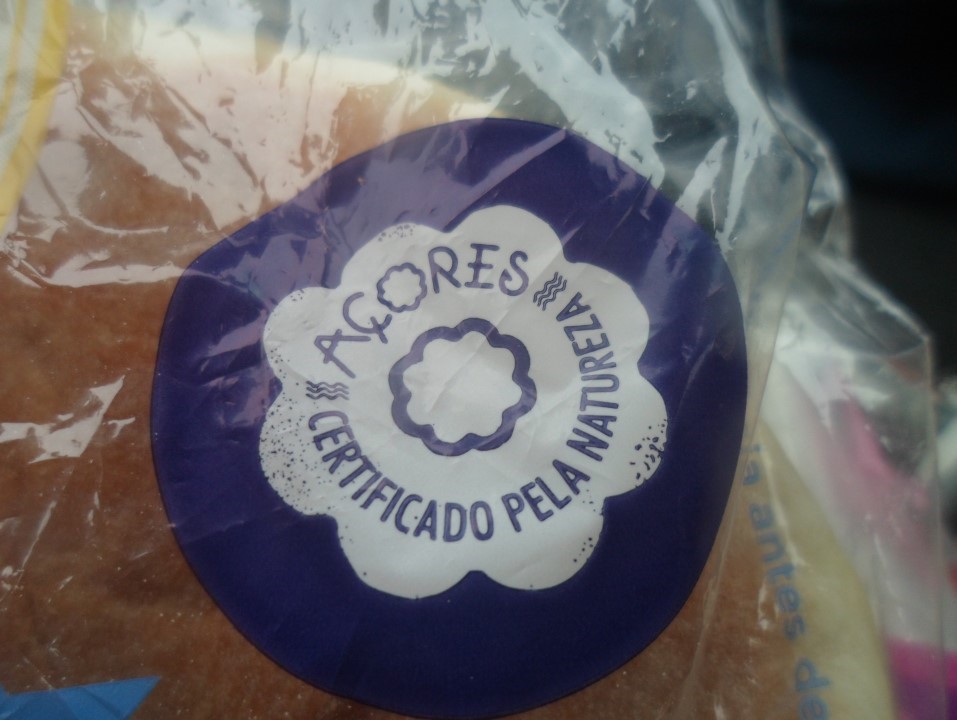 AÇORES
CERTIFICADO PELA NATUREZA
antes de